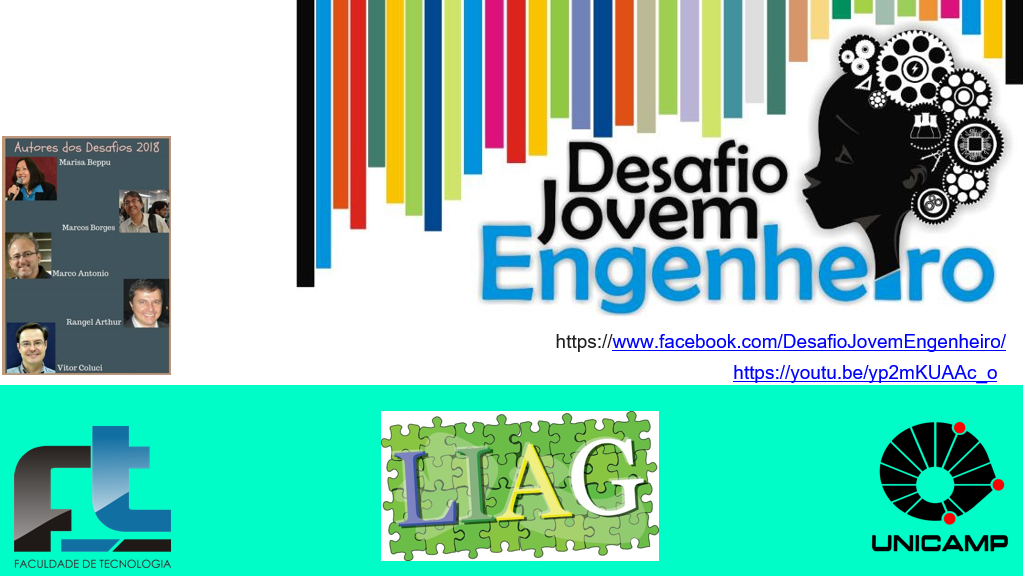 Autores dos Desafios 2018
Marisa Beppu
Marcos Borges
Marco Antonio
Rangel Arthur
Vitor Coluci
Desafio
Jovem
Engenheiro
https://www.facebook.com/DesafioJovemEngenheiro/
https://youtu.be/yp2mKUAAc_o
Ft
FACULDADE DE TECNOLOGIA
LIAG
UNICAMP